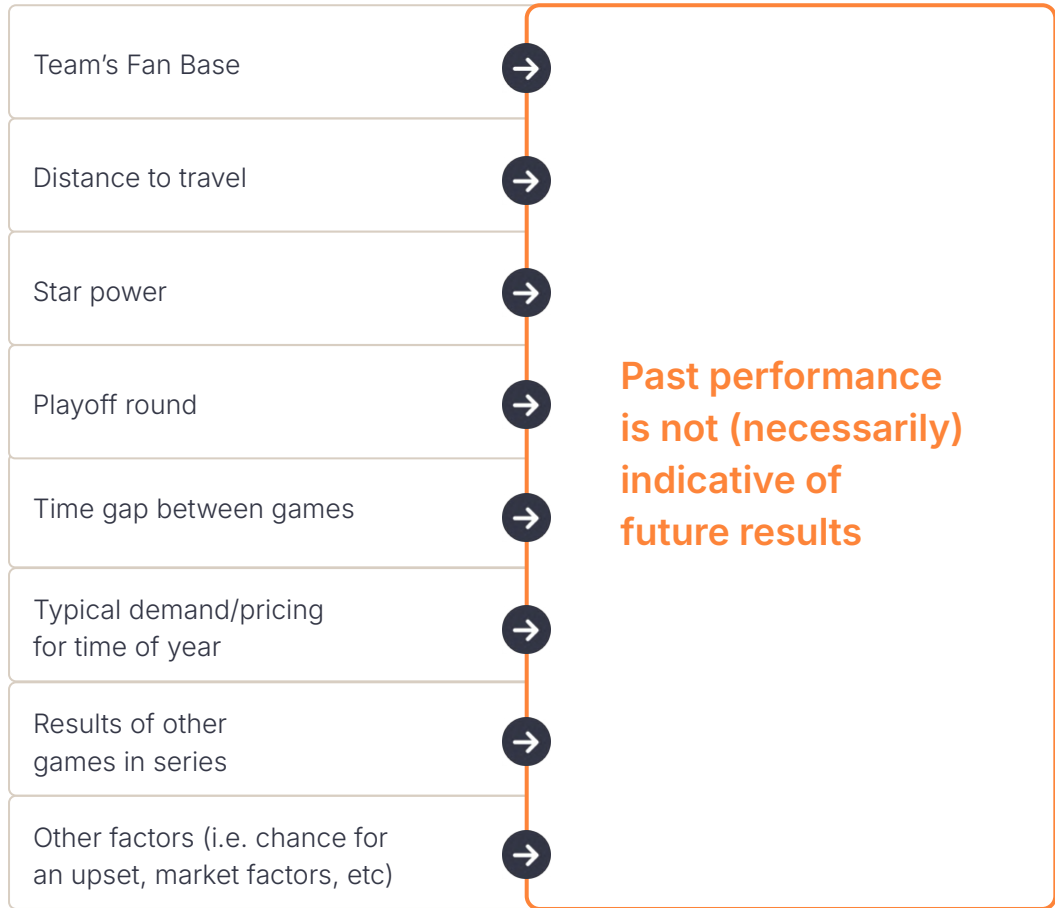 Team’s Fan Base
Distance to travel
Star power
Playoff round
Time gap between games
Typical demand/pricing
for time of year
Results of other
games in series
Other factors (i.e. chance for
an upset, market factors, etc)
Past performance
is not (necessarily)
indicative of
future results